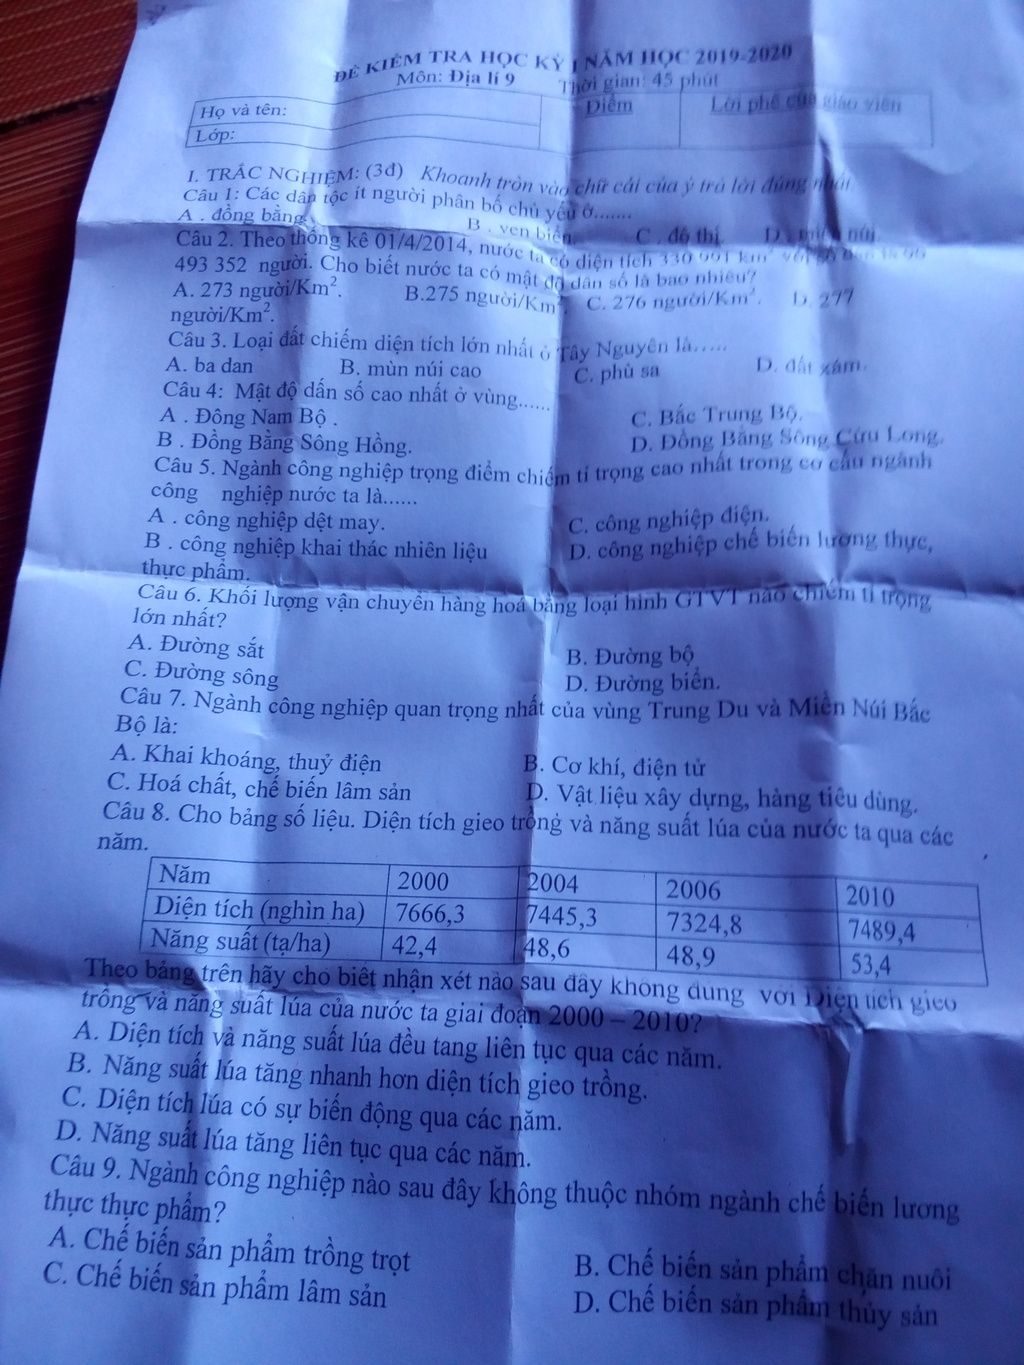 ĐỀ KIỂM TRA HỌC KỲ I NĂM HỌC 2019-2020
Môn: Địa lí 9 Thời gian: 45 phút
Họ và tên: Điểm Lời phê của giáo viên
Lớp:
I. TRẮC NGHIỆM: (3đ) Khoanh tròn vào chữ cái của ý trả lời đúng nhất
Câu 1: Các dân tộc ít người phân bố chủ yếu ở.......
A . đồng bằng. B . ven biển. C . đô thị. D . miền núi
Câu 2. Theo thống kê 01/4/2014, nước ta có diện tích 330 991 km² với số dân là 90
493 352 người. Cho biết nước ta có mật độ dân số là bao nhiêu?
A. 273 người/Km². B.275 người/Km². C. 276 người/Km². D. 277
người/Km².
Câu 3. Loại đất chiếm diện tích lớn nhất ở Tây Nguyên là.....
A. ba dan B. mùn núi cao C. phù sa D. đất xám.
Câu 4: Mật độ dấn số cao nhất ở vùng......
A . Đông Nam Bộ . C. Bắc Trung Bộ.
B . Đồng Bằng Sông Hồng. D. Đồng Bằng Sông Cửu Long.
Câu 5. Ngành công nghiệp trọng điểm chiếm tỉ trọng cao nhất trong cơ cấu ngành
công nghiệp nước ta là......
A . công nghiệp dệt may. C. công nghiệp điện.
B . công nghiệp khai thác nhiên liệu D. công nghiệp chế biến lương thực,
thực phẩm.
Câu 6. Khối lượng vận chuyển hàng hoá bằng loại hình GTVT nào chiếm tỉ trọng
lớn nhất?
A. Đường sắt B. Đường bộ
C. Đường sông D. Đường biển.
Câu 7. Ngành công nghiệp quan trọng nhất của vùng Trung Du và Miền Núi Bắc
Bộ là:
A. Khai khoáng, thuỷ điện B. Cơ khí, điện tử
C. Hoá chất, chế biến lâm sản D. Vật liệu xây dựng, hàng tiêu dùng.
Câu 8. Cho bảng số liệu. Diện tích gieo trồng và năng suất lúa của nước ta qua các
năm.
Năm 2000 2004 2006 2010
Diện tích (nghìn ha) 7666,3 7445,3 7324,8 7489,4
Năng suất (tạ/ha) 42,4 48,6 48,9 53,4
Theo bảng trên hãy cho biết nhận xét nào sau đây không đúng với Diện tích gieo
trồng và năng suất lúa của nước ta giai đoạn 2000 – 2010?
A. Diện tích và năng suất lúa đều tang liên tục qua các năm.
B. Năng suất lúa tăng nhanh hơn diện tích gieo trồng.
C. Diện tích lúa có sự biến động qua các năm.
D. Năng suất lúa tăng liên tục qua các năm.
Câu 9. Ngành công nghiệp nào sau đây không thuộc nhóm ngành chế biến lương
thực thực phẩm?
A. Chế biến sản phẩm trồng trọt B. Chế biến sản phẩm chăn nuôi
C. Chế biến sản phẩm lâm sản D. Chế biến sản phẩm thủy sản